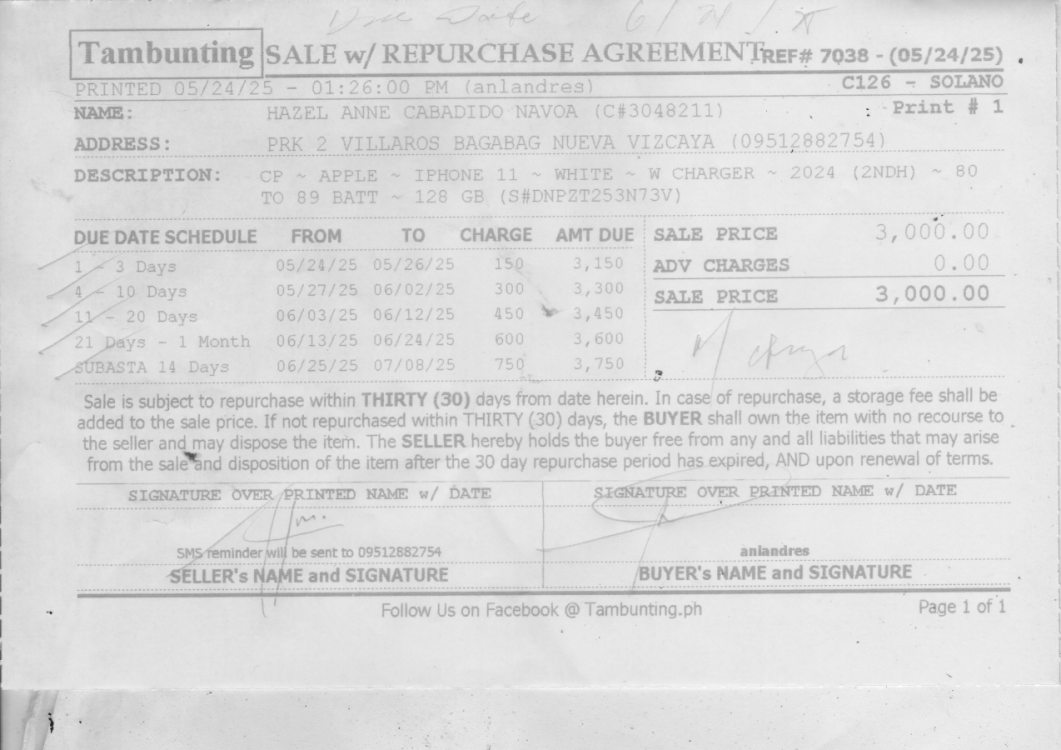 Due Date 6/24/
Tambunting SALE w/ REPURCHASE AGREEMENT REF# 7038 - (05/24/25)
PRINTED 05/24/25 - 01:26:00 PM (anlandres) C126 - SOLANO
NAME: HAZEL ANNE CABADIDO NAVOA (C#3048211) : Print # 1
ADDRESS: PRK 2 VILLAROS BAGABAG NUEVA VIZCAYA (09512882754)
DESCRIPTION: CP ~ APPLE ~ IPHONE 11 ~ WHITE ~ W CHARGER ~ 2024 (2NDH) ~ 80
TO 89 BATT ~ 128 GB (S#DNPZT253N73V)
DUE DATE SCHEDULE FROM TO CHARGE AMT DUE SALE PRICE 3,000.00
1 - 3 Days 05/24/25 05/26/25 150 3,150 ADV CHARGES 0.00
4 - 10 Days 05/27/25 06/02/25 300 3,300 SALE PRICE 3,000.00
11 - 20 Days 06/03/25 06/12/25 450 3,450
21 Days - 1 Month 06/13/25 06/24/25 600 3,600
SUBASTA 14 Days 06/25/25 07/08/25 750 3,750
Sale is subject to repurchase within THIRTY (30) days from date herein. In case of repurchase, a storage fee shall be
added to the sale price. If not repurchased within THIRTY (30) days, the BUYER shall own the item with no recourse to
the seller and may dispose the item. The SELLER hereby holds the buyer free from any and all liabilities that may arise
from the sale and disposition of the item after the 30 day repurchase period has expired, AND upon renewal of terms.
SIGNATURE OVER PRINTED NAME w/ DATE SIGNATURE OVER PRINTED NAME w/ DATE
SMS reminder will be sent to 09512882754 anlandres
SELLER's NAME and SIGNATURE BUYER's NAME and SIGNATURE
Follow Us on Facebook @ Tambunting.ph Page 1 of 1